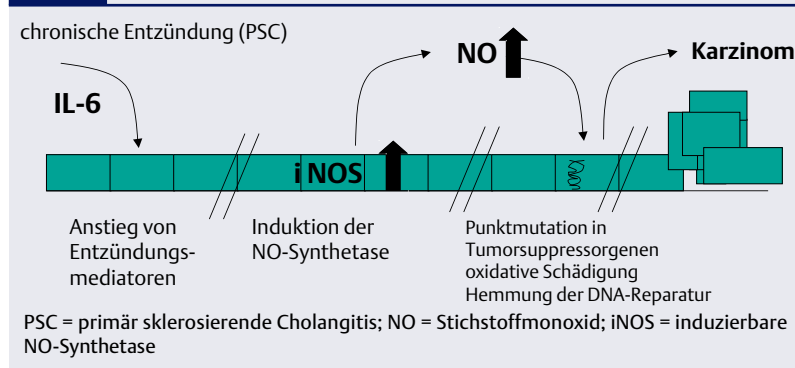 chronische Entzündung (PSC)
IL-6
NO
Karzinom
i NOS
Anstieg von
Entzündungs-
mediatoren
Induktion der
NO-Synthetase
Punktmutation in
Tumorsuppressorgenen
oxidative Schädigung
Hemmung der DNA-Reparatur
PSC = primär sklerosierende Cholangitis; NO = Stichstoffmonoxid; iNOS = induzierbare
NO-Synthetase